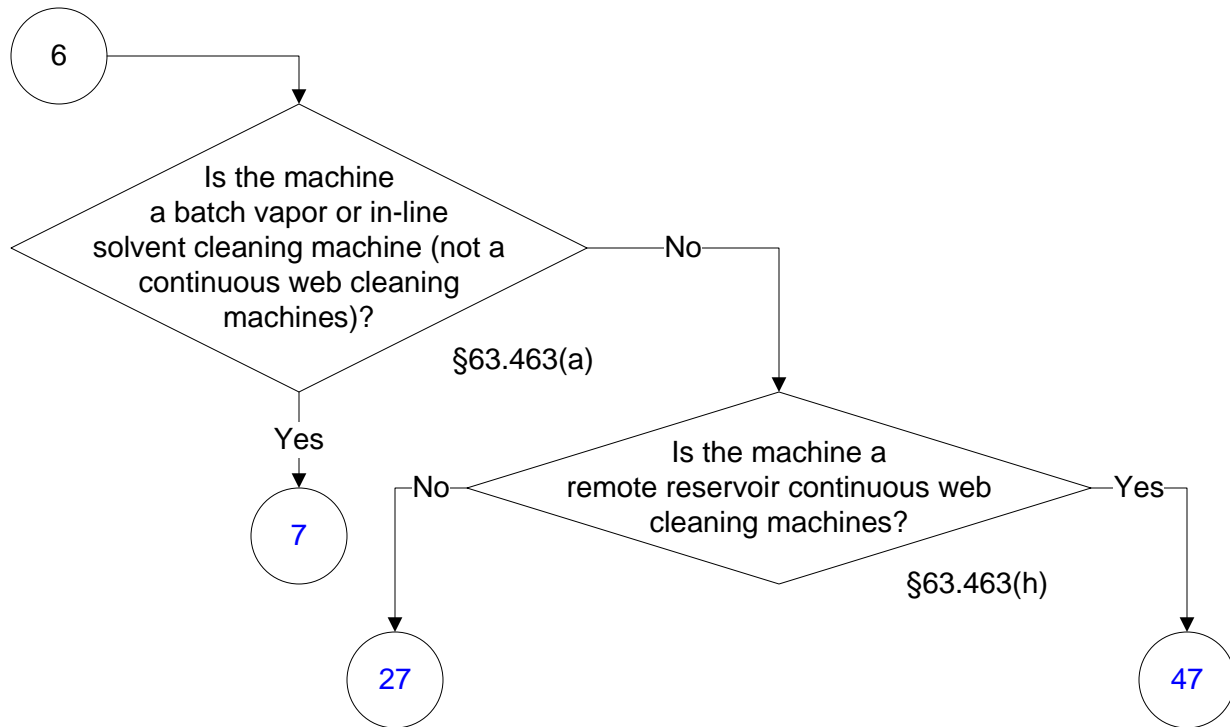 6
Is the machine
a batch vapor or in-line
solvent cleaning machine (not a
continuous web cleaning
machines)?
No
§63.463(a)
Yes
7
Is the machine a
remote reservoir continuous web
cleaning machines?
No
Yes
§63.463(h)
27
47